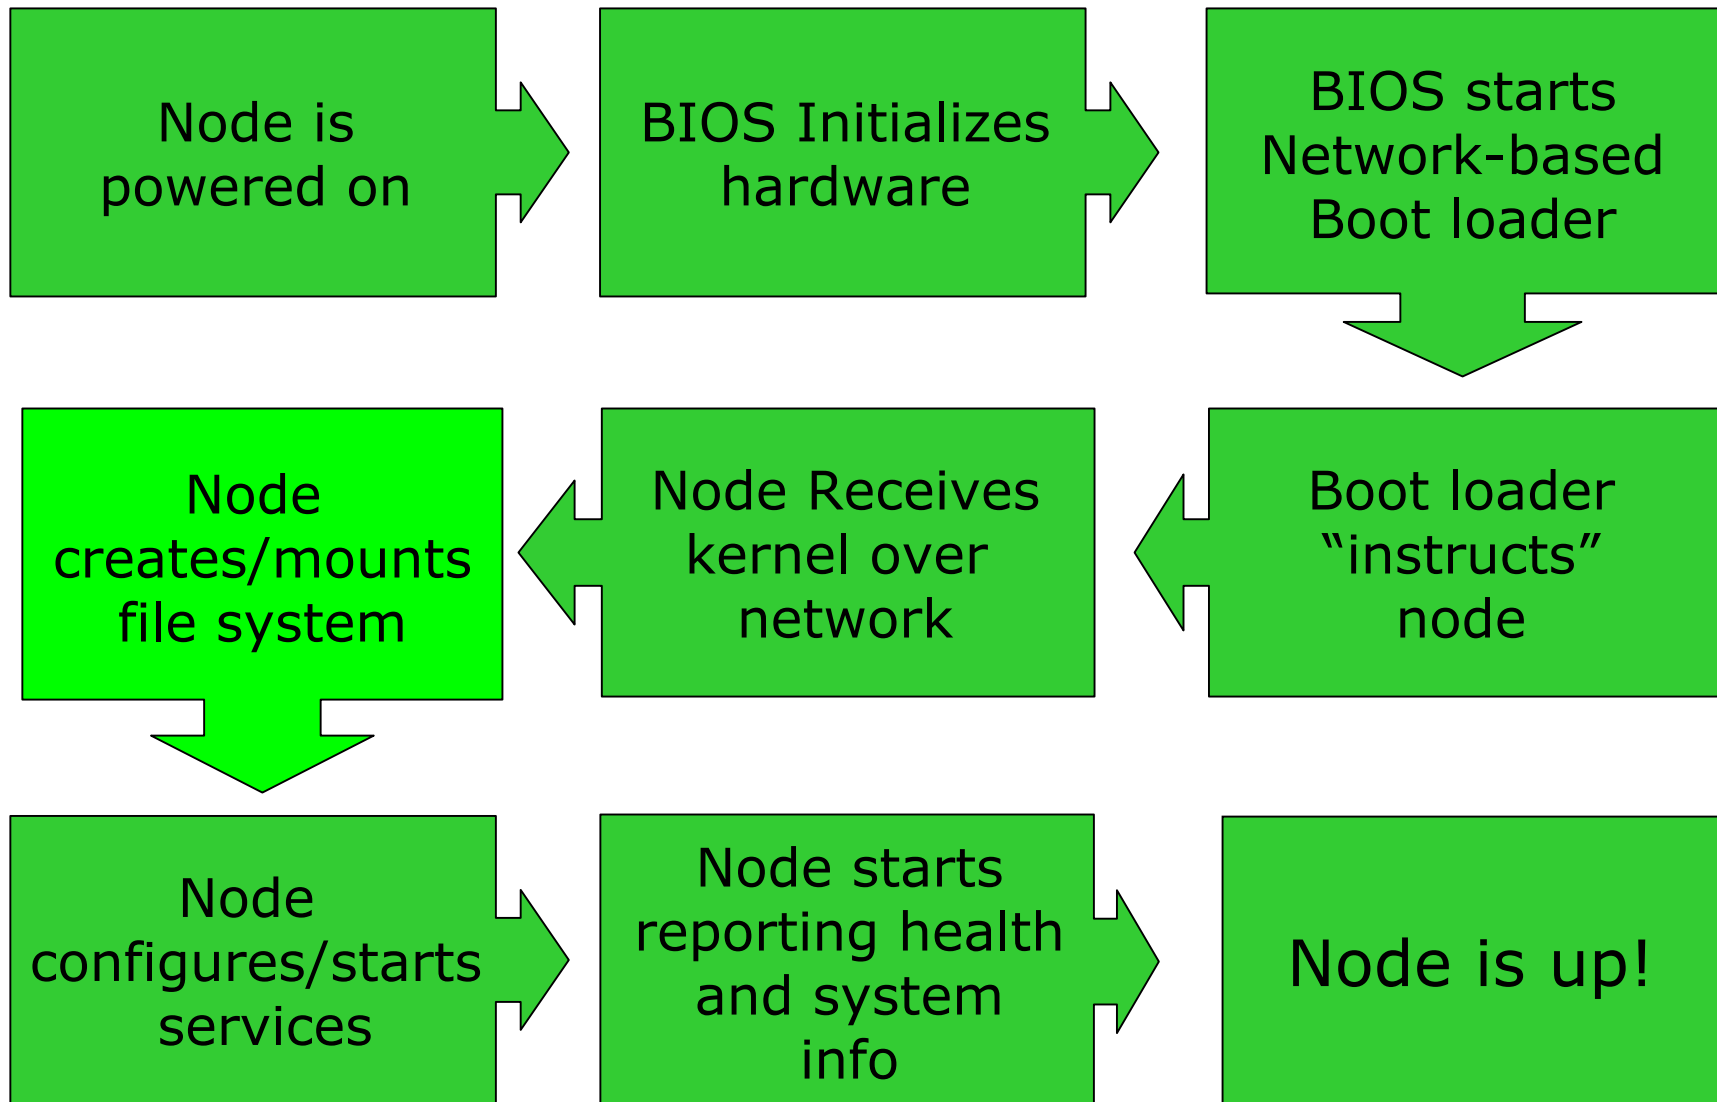 Node is
powered on
BIOS Initializes
hardware
BIOS starts
Network-based
Boot loader
Boot loader
“instructs”
node
Node Receives
kernel over
network
Node
creates/mounts
file system
Node
configures/starts
services
Node starts
reporting health
and system
info
Node is up!